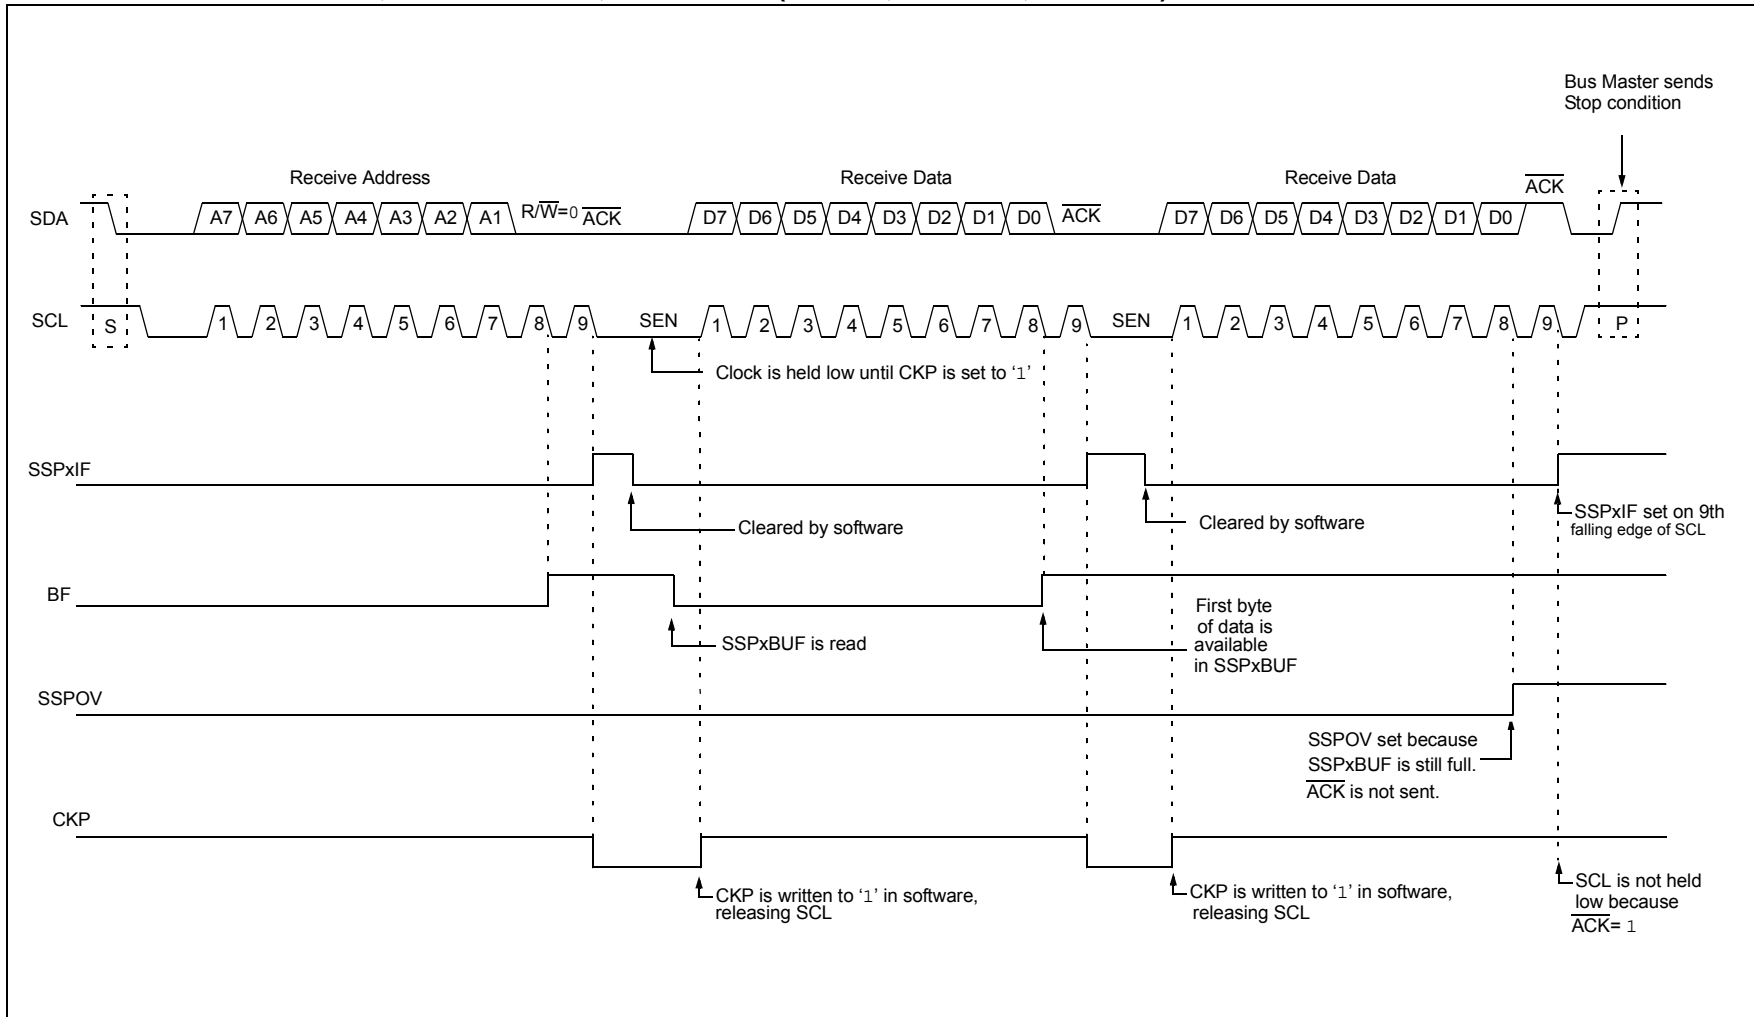 Bus Master sends
Stop condition
Receive Address
Receive Data
Receive Data
ACK
SDA
A7 A6 A5 A4 A3 A2 A1 R/W=0 ACK
D7 D6 D5 D4 D3 D2 D1 D0 ACK
D7 D6 D5 D4 D3 D2 D1 D0
SCL
S
1 2 3 4 5 6 7 8 9 SEN
1 2 3 4 5 6 7 8 9 SEN
1 2 3 4 5 6 7 8 9 P
Clock is held low until CKP is set to ‘1’
SSPxIF
Cleared by software
Cleared by software
SSPxIF set on 9th
falling edge of SCL
BF
SSPxBUF is read
First byte
of data is
available
in SSPxBUF
SSPOV
SSPOV set because
SSPxBUF is still full.
ACK is not sent.
CKP
CKP is written to ‘1’ in software,
releasing SCL
CKP is written to ‘1’ in software,
releasing SCL
SCL is not held
low because
ACK= 1